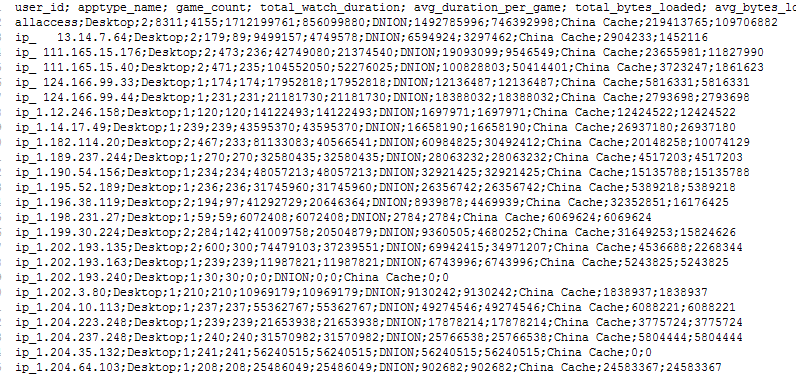 user_id; apptype_name; game_count; total_watch_duration; avg_duration_per_game; total_bytes_loaded; avg_bytes_lo
allaccess;Desktop;2;8311;4155;1712199761;856099880;DNION;1492785996;746392998;China Cache;219413765;109706882
ip_ 13.14.7.64;Desktop;2;179;89;9499157;4749578;DNION;6594924;3297462;China Cache;2904233;1452116
ip_ 111.165.15.176;Desktop;2;473;236;42749080;21374540;DNION;19093099;9546549;China Cache;23655981;11827990
ip_ 111.165.15.40;Desktop;2;471;235;104552050;52276025;DNION;100828803;50414401;China Cache;3723247;1861623
ip_ 124.166.99.33;Desktop;1;174;174;17952818;17952818;DNION;12136487;12136487;China Cache;5816331;5816331
ip_ 124.166.99.44;Desktop;1;231;231;21181730;21181730;DNION;18388032;18388032;China Cache;2793698;2793698
ip_1.12.246.158;Desktop;1;120;120;14122493;14122493;DNION;1697971;1697971;China Cache;12424522;12424522
ip_1.14.17.49;Desktop;1;239;239;43595370;43595370;DNION;16658190;16658190;China Cache;26937180;26937180
ip_1.182.114.20;Desktop;2;467;233;81133083;40566541;DNION;60984825;30492412;China Cache;20148258;10074129
ip_1.189.237.244;Desktop;1;270;270;32580435;32580435;DNION;28063232;28063232;China Cache;4517203;4517203
ip_1.190.54.156;Desktop;1;234;234;48057213;48057213;DNION;32921425;32921425;China Cache;15135788;15135788
ip_1.195.52.189;Desktop;1;236;236;31745960;31745960;DNION;26356742;26356742;China Cache;5389218;5389218
ip_1.196.38.119;Desktop;2;194;97;41292729;20646364;DNION;8939878;4469939;China Cache;32352851;16176425
ip_1.198.231.27;Desktop;1;59;59;6072408;6072408;DNION;2784;2784;China Cache;6069624;6069624
ip_1.199.30.224;Desktop;2;284;142;41009758;20504879;DNION;9360505;4680252;China Cache;31649253;15824626
ip_1.202.193.135;Desktop;2;600;300;74479103;37239551;DNION;69942415;34971207;China Cache;4536688;2268344
ip_1.202.193.163;Desktop;1;239;239;11987821;11987821;DNION;6743996;6743996;China Cache;5243825;5243825
ip_1.202.193.240;Desktop;1;30;30;0;0;DNION;0;0;China Cache;0;0
ip_1.202.3.80;Desktop;1;210;210;10969179;10969179;DNION;9130242;9130242;China Cache;1838937;1838937
ip_1.204.10.113;Desktop;1;237;237;55362767;55362767;DNION;49274546;49274546;China Cache;6088221;6088221
ip_1.204.223.248;Desktop;1;239;239;21653938;21653938;DNION;17878214;17878214;China Cache;3775724;3775724
ip_1.204.237.248;Desktop;1;240;240;31570982;31570982;DNION;25766538;25766538;China Cache;5804444;5804444
ip_1.204.35.132;Desktop;1;241;241;56240515;56240515;DNION;56240515;56240515;China Cache;0;0
ip_1.204.64.103;Desktop;1;208;208;25486049;25486049;DNION;902682;902682;China Cache;24583367;24583367